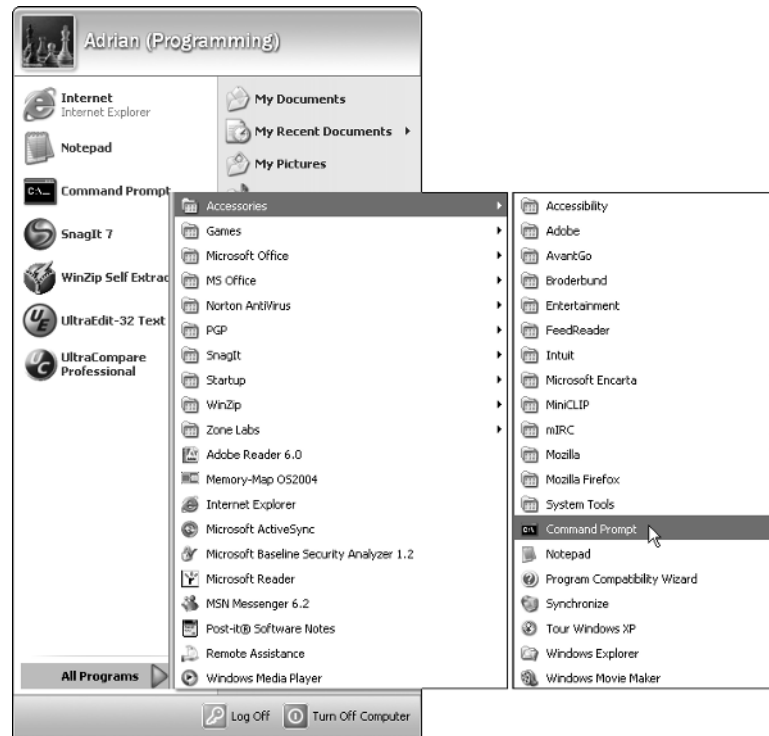 Adrian (Programming)
Internet
Internet Explorer
Notepad
Command Prompt
SnagIt 7
WinZip Self Extrac
UltraEdit-32 Text
UltraCompare
Professional
All Programs
My Documents
My Recent Documents
My Pictures
Accessories
Games
Microsoft Office
MS Office
Norton AntiVirus
PGP
SnagIt
Startup
WinZip
Zone Labs
Adobe Reader 6.0
Memory-Map OS2004
Internet Explorer
Microsoft ActiveSync
Microsoft Baseline Security Analyzer 1.2
Microsoft Reader
MSN Messenger 6.2
Post-it® Software Notes
Remote Assistance
Windows Media Player
Accessibility
Adobe
AvantGo
Broderbund
Entertainment
FeedReader
Intuit
Microsoft Encarta
MiniCLIP
mIRC
Mozilla
Mozilla Firefox
System Tools
Command Prompt
Notepad
Program Compatibility Wizard
Synchronize
Tour Windows XP
Windows Explorer
Windows Movie Maker
Log Off
Turn Off Computer